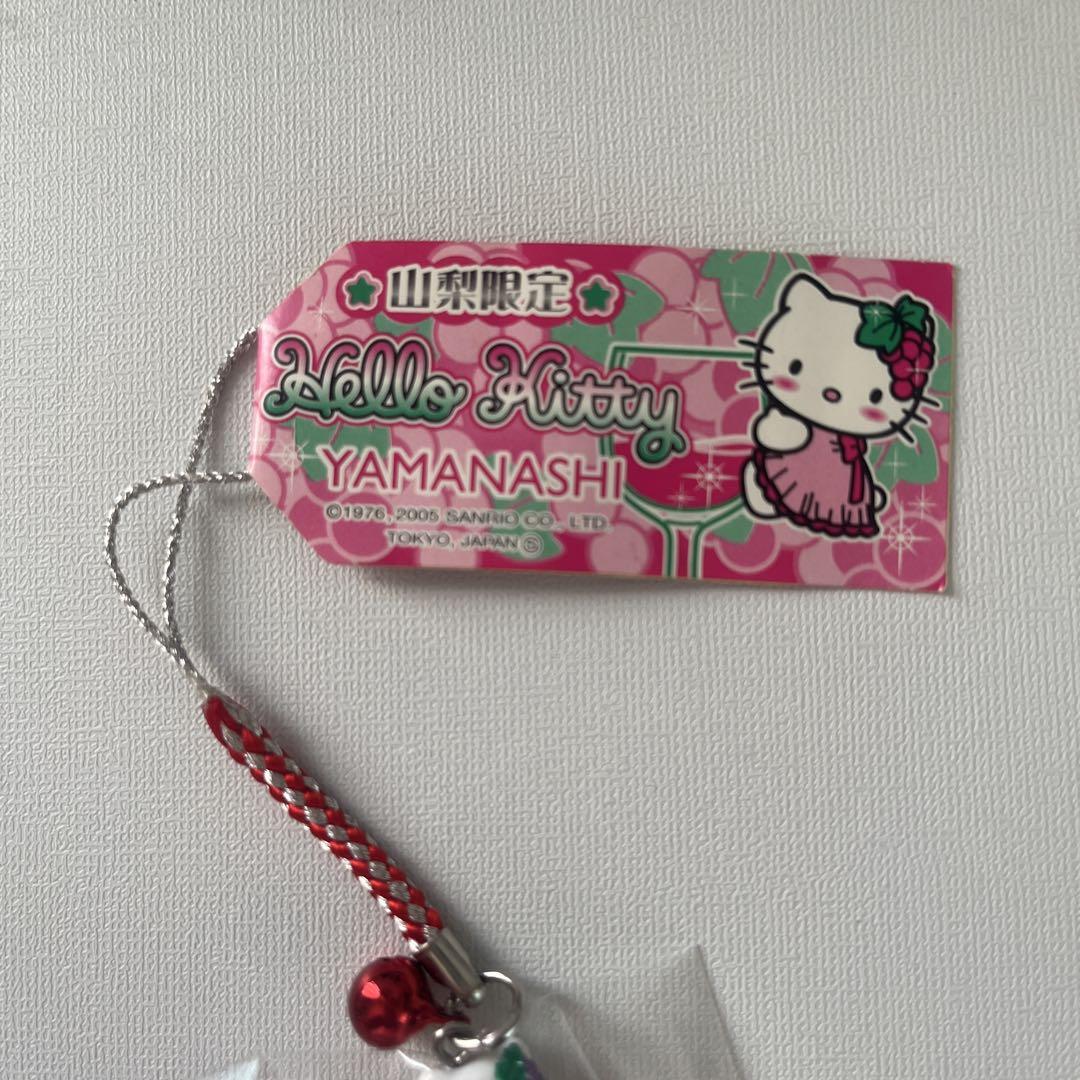 ★山梨限定★
Hello Kitty
YAMANASHI
©1976, 2005 SANRIO CO., LTD.
TOKYO, JAPAN Ⓢ